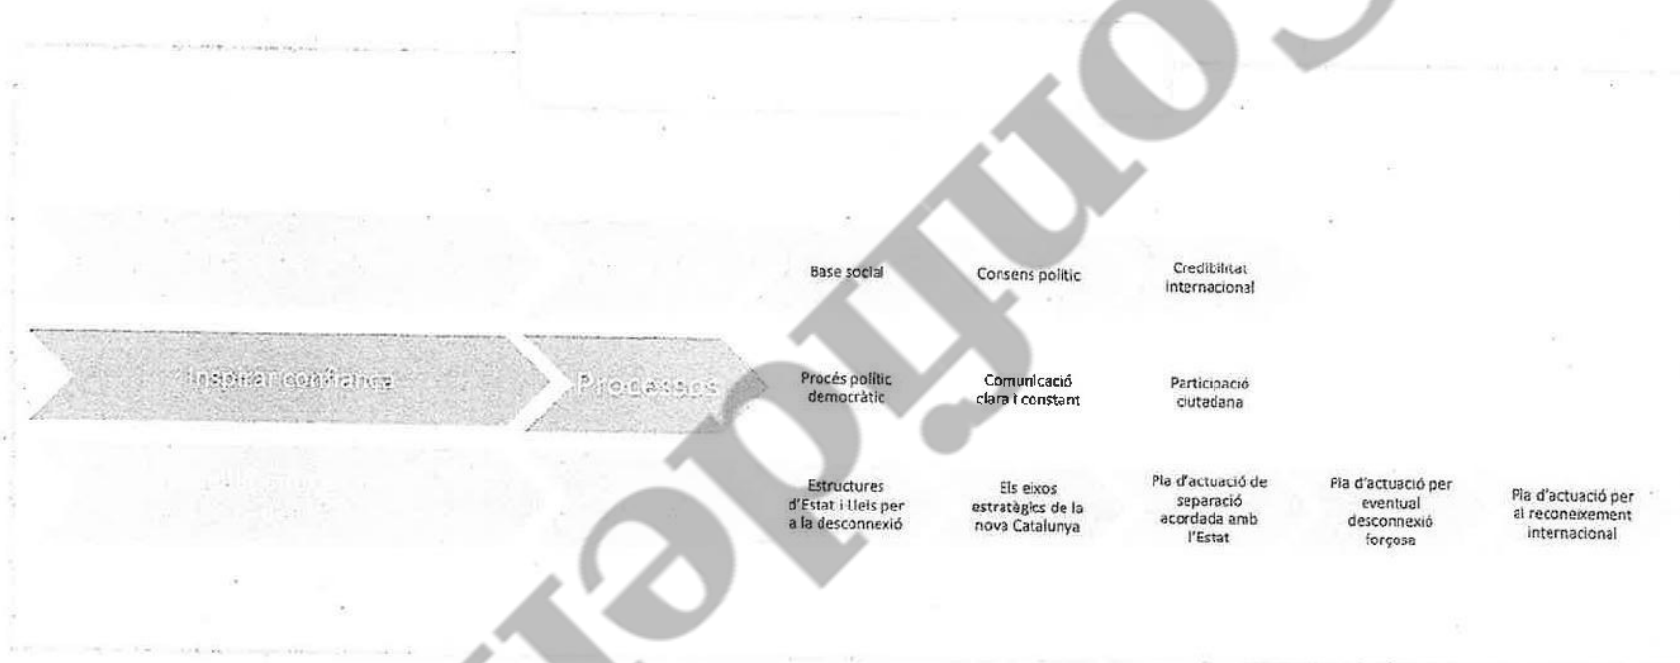 Base social
Consens polític
Credibilitat
internacional
Inspirar confiança
Processos
Procés polític
democràtic
Comunicació
clara i constant
Participació
ciutadana
Estructures
d'Estat i lleis per
a la desconnexió
Els eixos
estratègics de la
nova Catalunya
Pla d'actuació de
separació
acordada amb
l'Estat
Pla d'actuació per
eventual
desconnexió
forçosa
Pla d'actuació per
al reconeixement
internacional